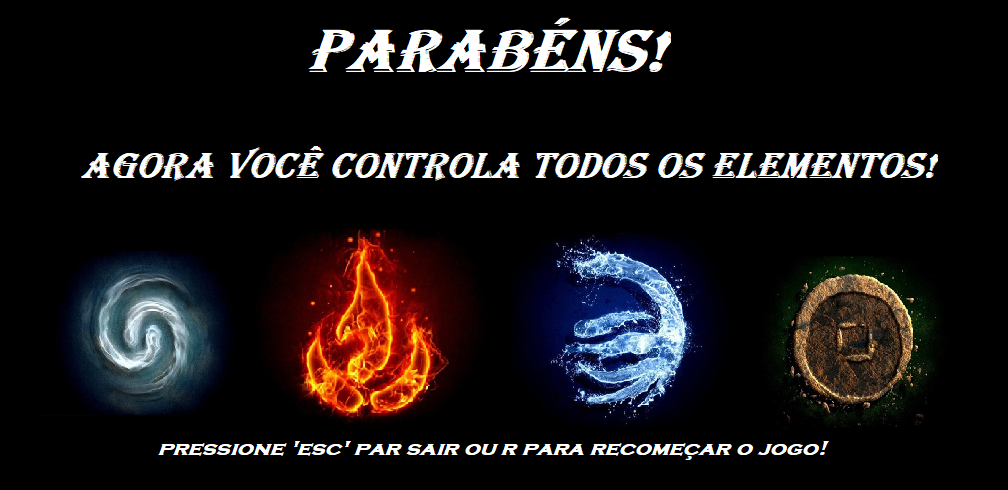 PARABÉNS!
AGORA VOCÊ CONTROLA TODOS OS ELEMENTOS!
PRESSIONE 'ESC' PAR SAIR OU R PARA RECOMEÇAR O JOGO!